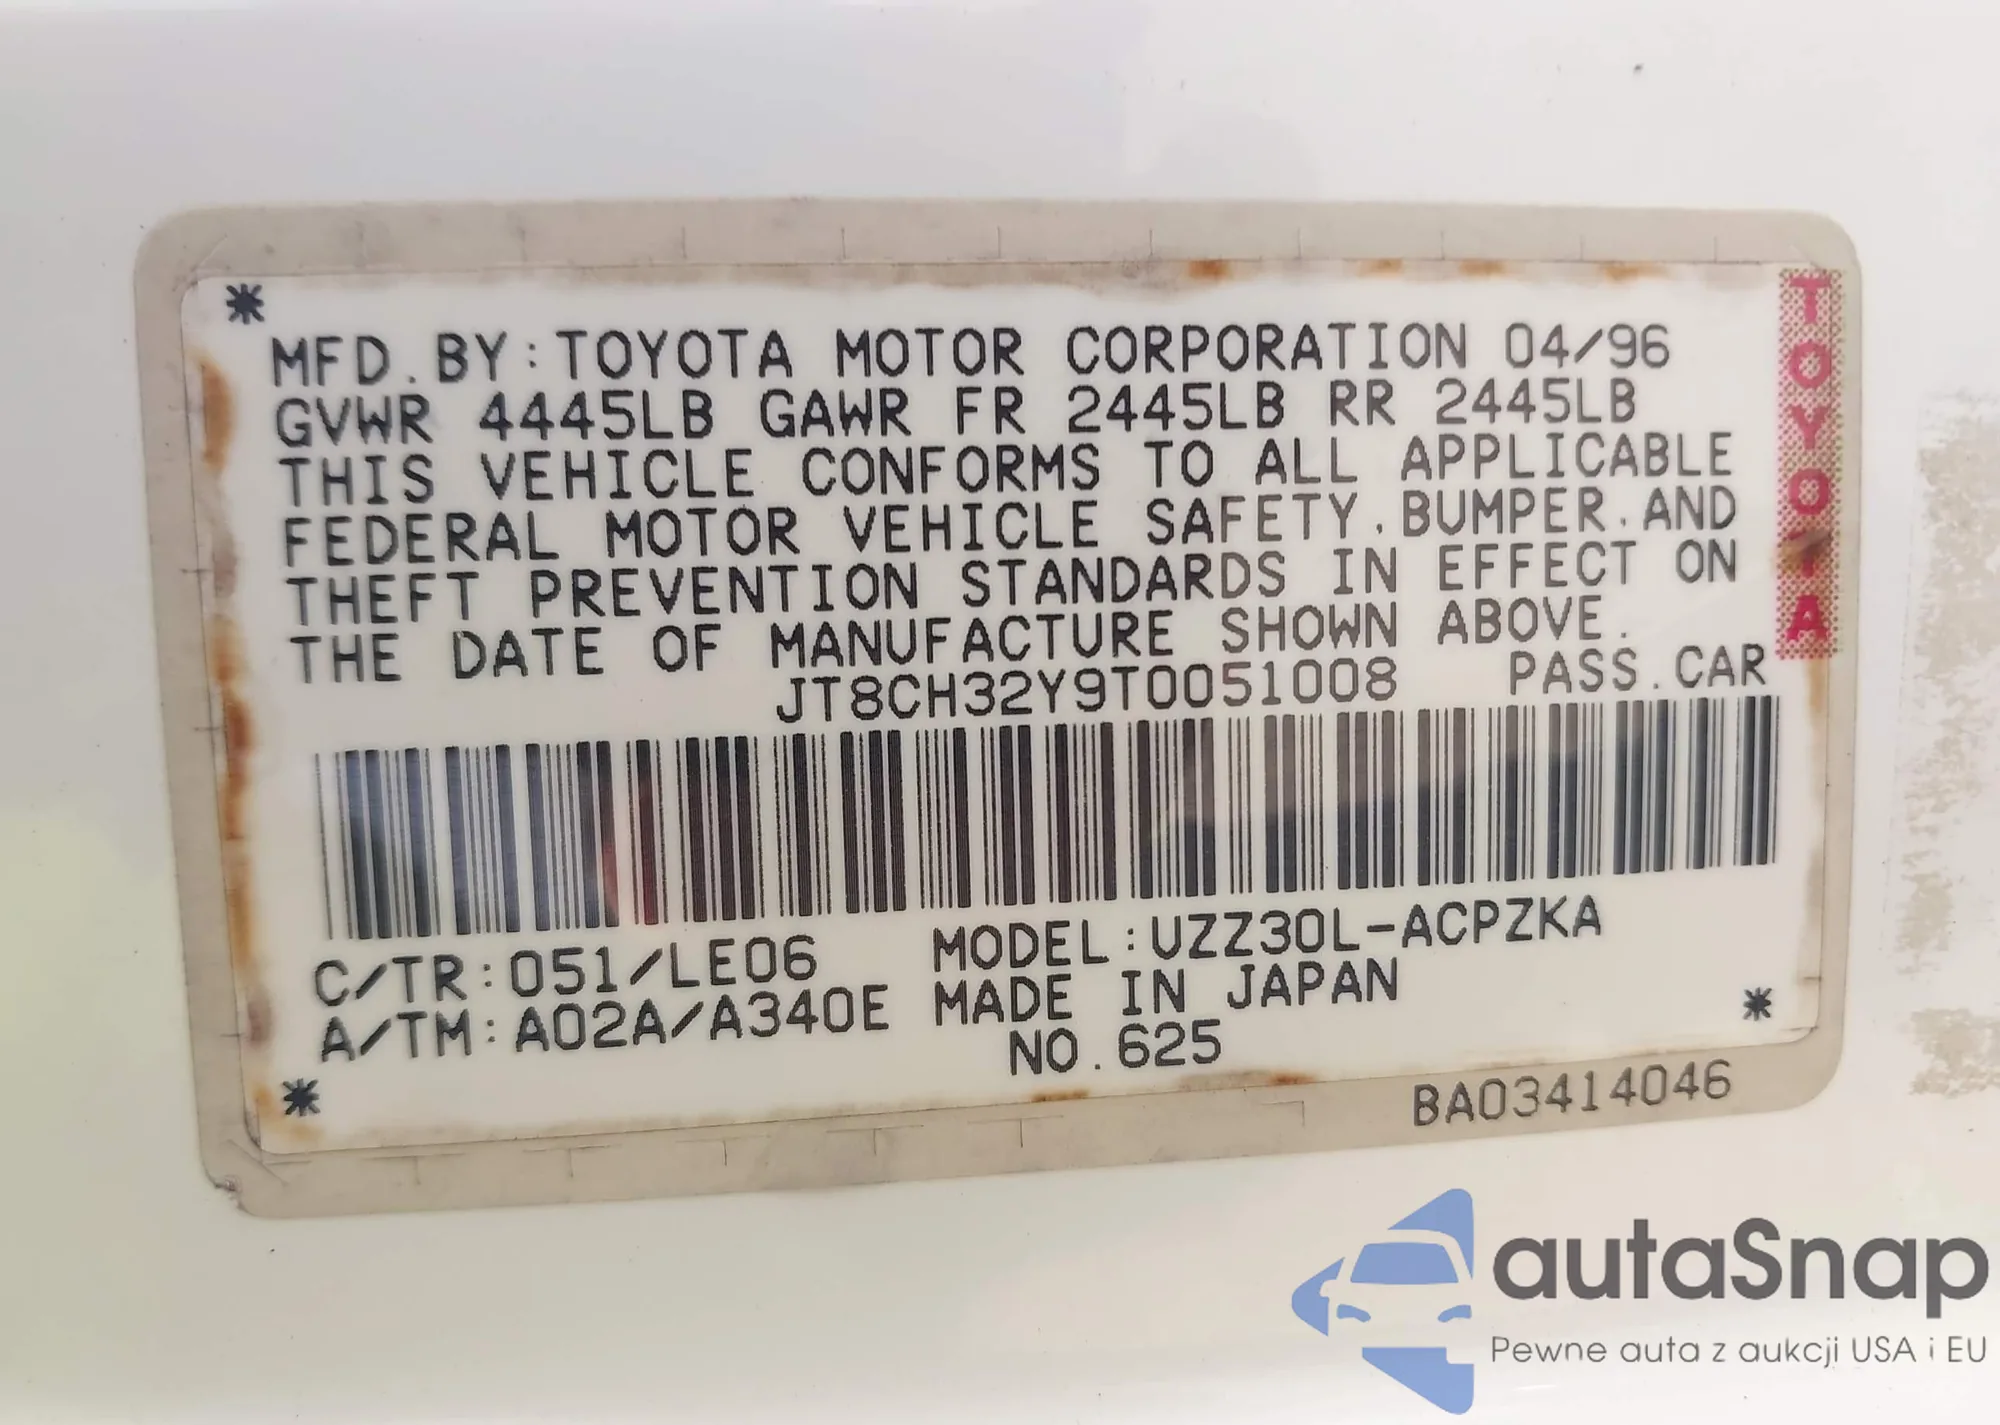 *
MFD.BY:TOYOTA MOTOR CORPORATION 04/96
GVWR 4445LB GAWR FR 2445LB RR 2445LB
THIS VEHICLE CONFORMS TO ALL APPLICABLE
FEDERAL MOTOR VEHICLE SAFETY,BUMPER,AND
THEFT PREVENTION STANDARDS IN EFFECT ON
THE DATE OF MANUFACTURE SHOWN ABOVE.
JT8CH32Y9T0051008 PASS.CAR
TOYOTA
C/TR:051/LE06 MODEL:UZZ30L-ACPZKA
A/TM:A02A/A340E MADE IN JAPAN
*
NO.625
*
BA03414046
autaSnap
Pewne auta z aukcji USA i EU